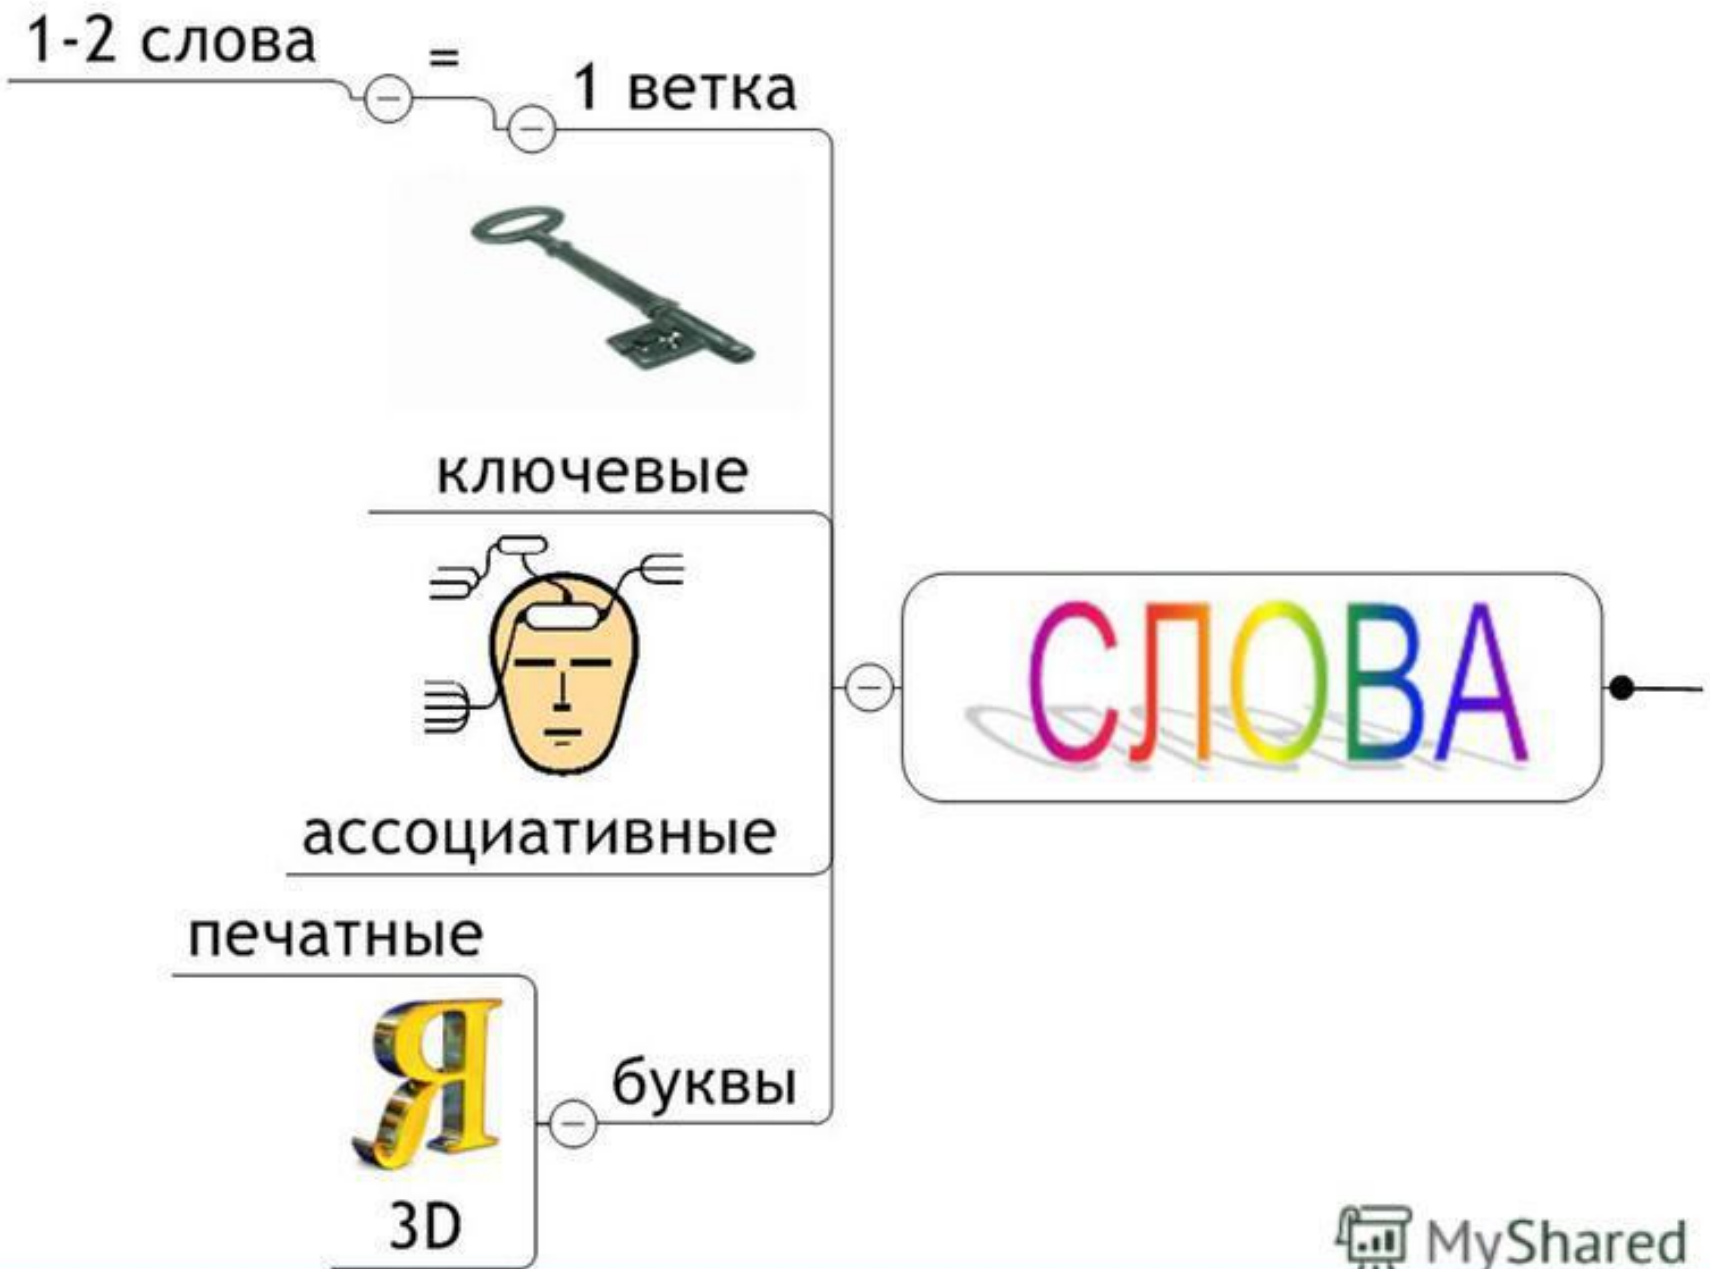 1-2 слова
=
1 ветка
ключевые
ассоциативные
СЛОВА
печатные
Я
буквы
3D
MyShared